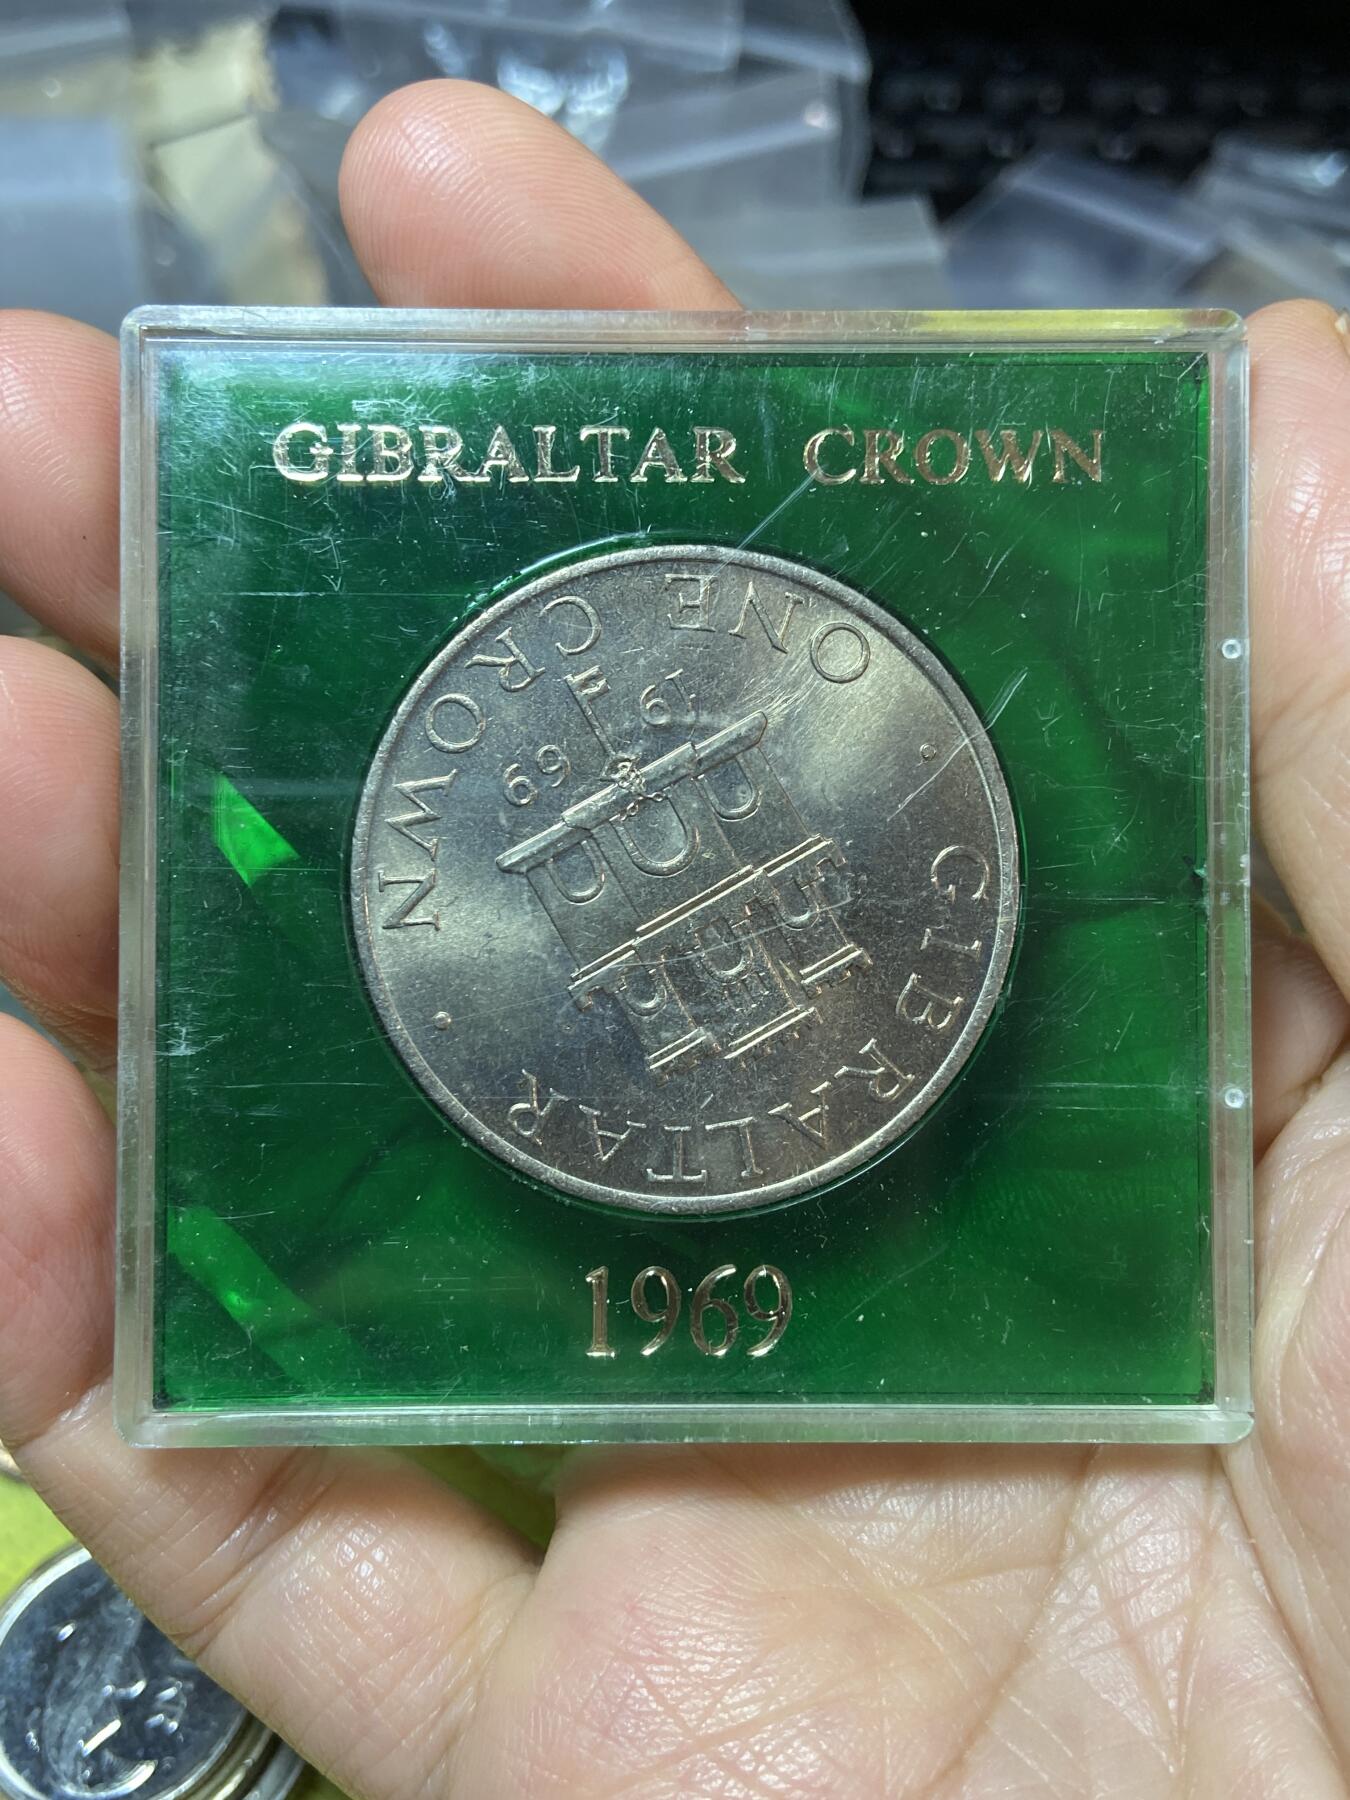 GIBRALTAR CROWN
ONE CROWN
19 69
GIBRALTAR
1969